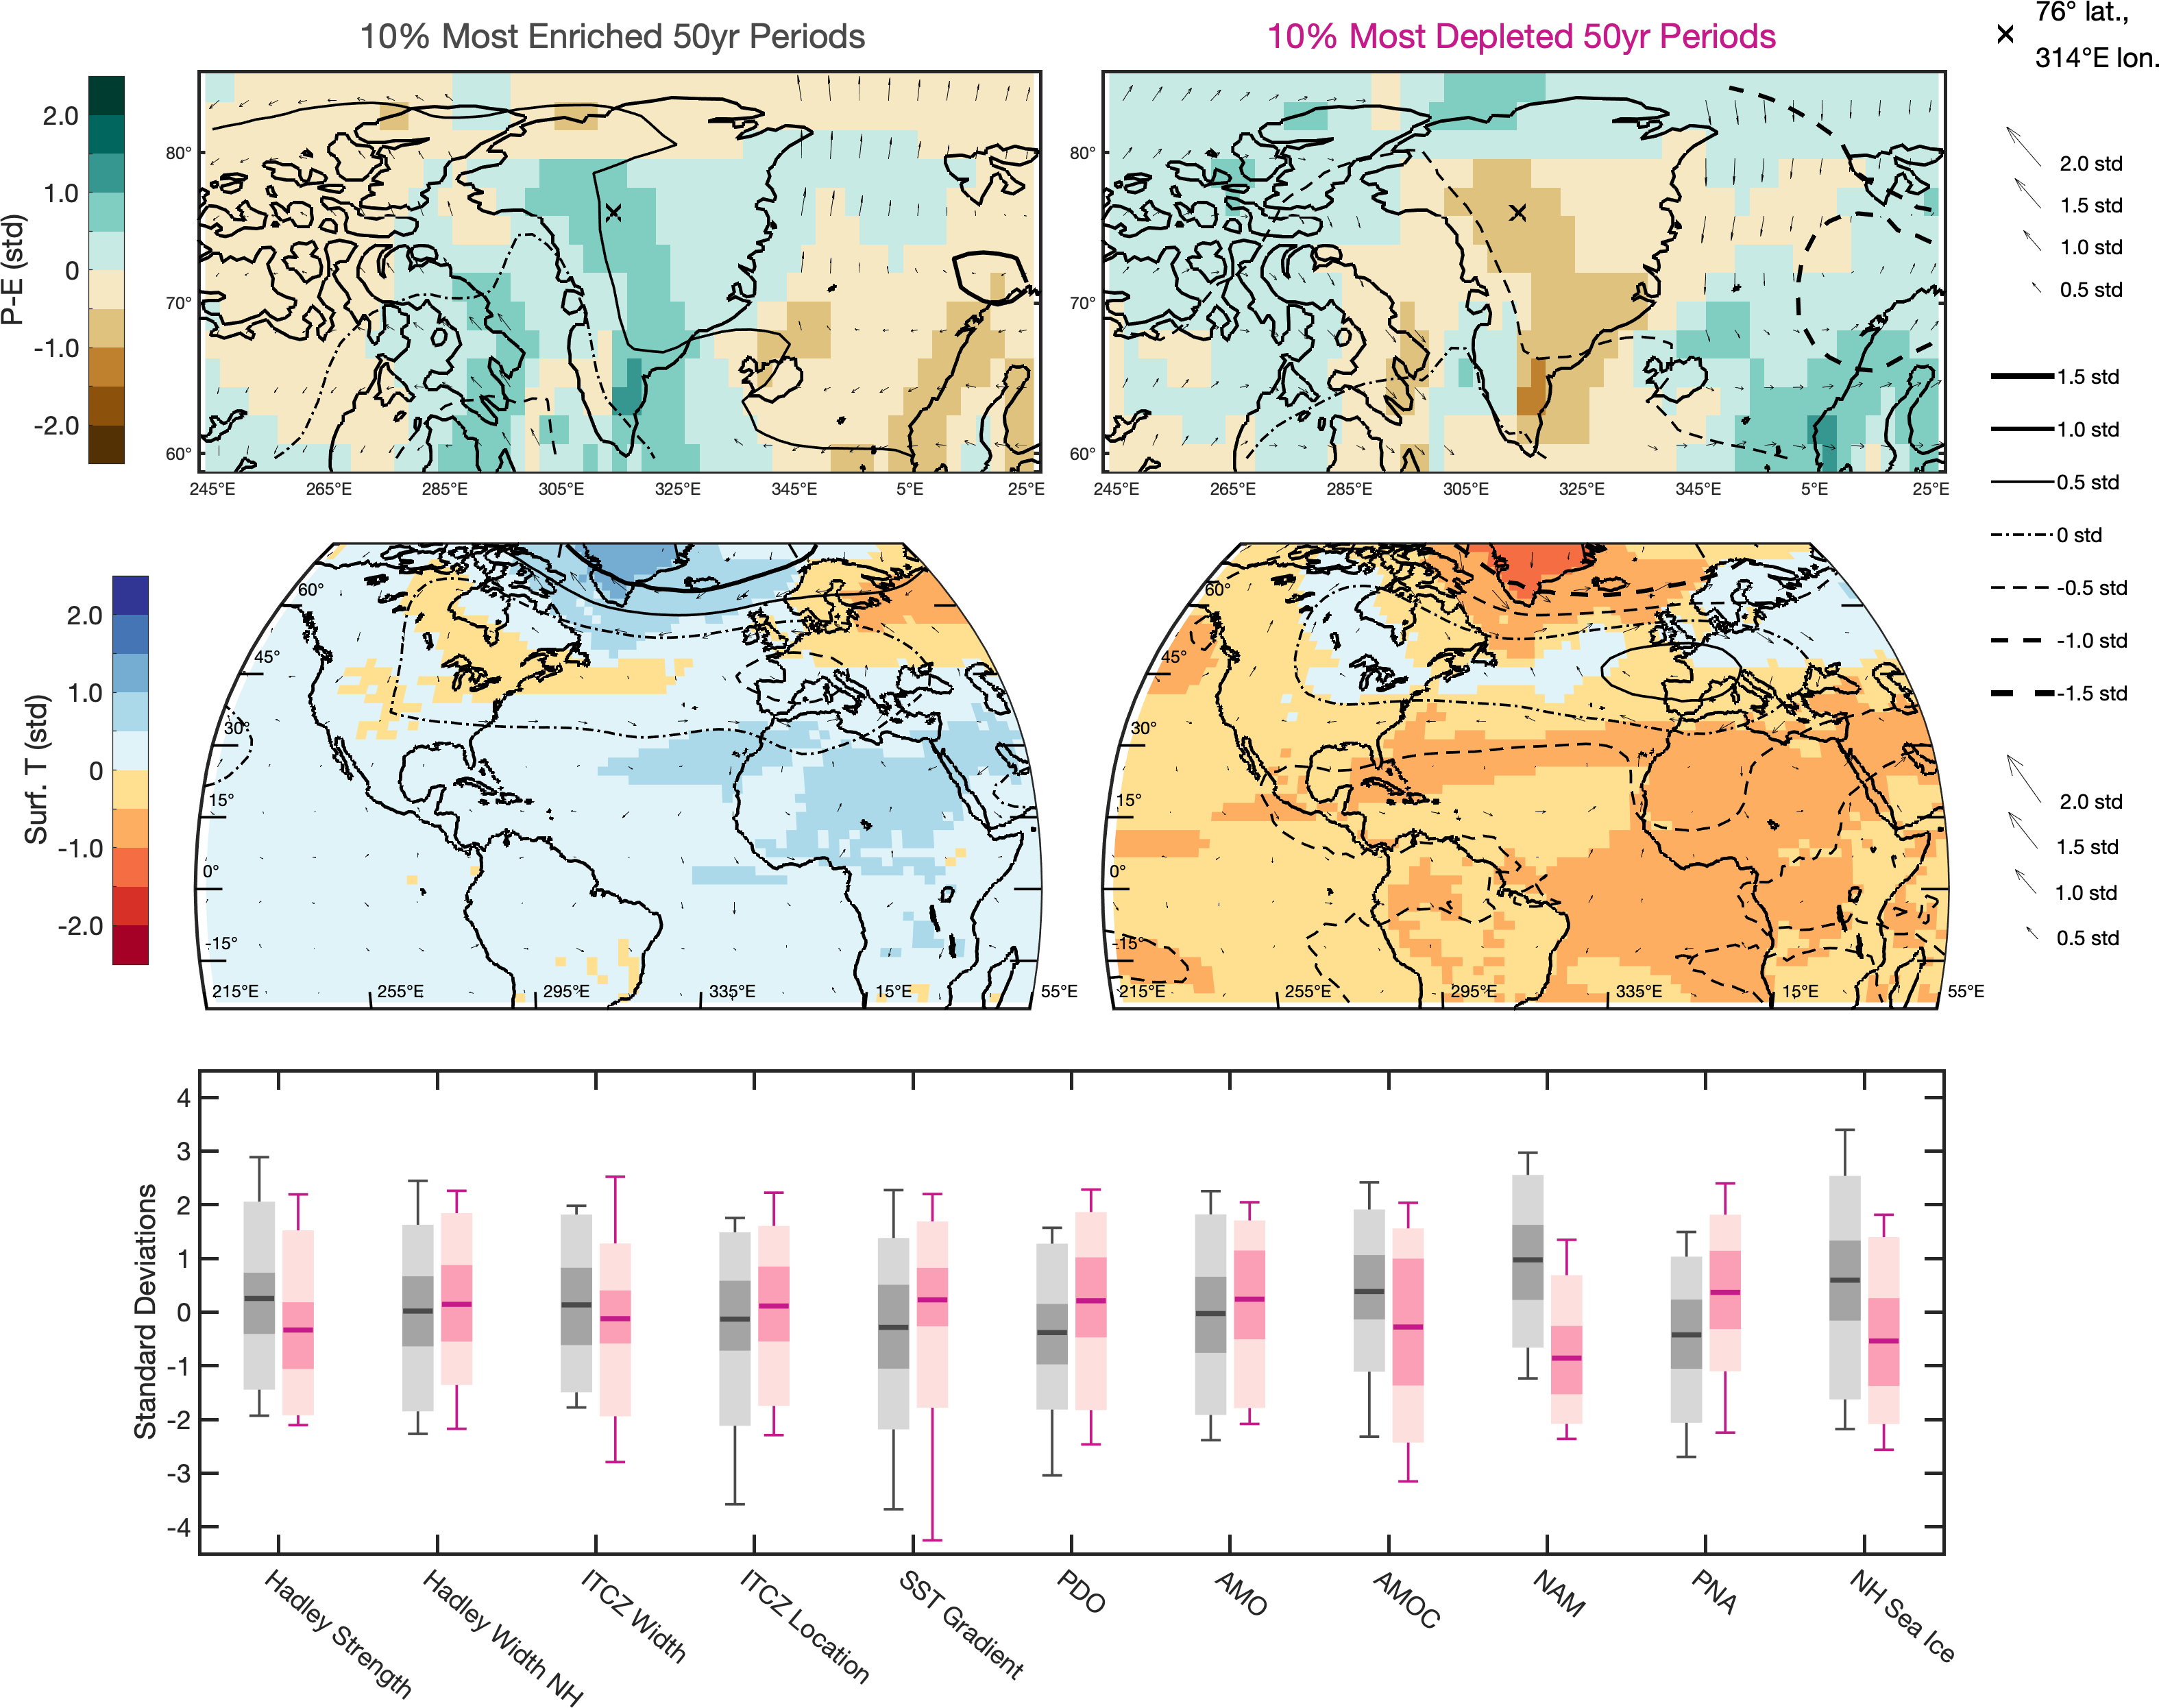 10% Most Enriched 50yr Periods
10% Most Depleted 50yr Periods
76° lat.,
314°E lon.
P-E (std)
2.0
1.0
0
-1.0
-2.0
80°
70°
60°
245°E
265°E
285°E
305°E
325°E
345°E
5°E
25°E
80°
70°
60°
245°E
265°E
285°E
305°E
325°E
345°E
5°E
25°E
2.0 std
1.5 std
1.0 std
0.5 std
1.5 std
1.0 std
0.5 std
0 std
-0.5 std
-1.0 std
-1.5 std
2.0 std
1.5 std
1.0 std
0.5 std
Surf. T (std)
2.0
1.0
0
-1.0
-2.0
60°
45°
30°
15°
0°
-15°
215°E
255°E
295°E
335°E
15°E
55°E
60°
45°
30°
15°
0°
-15°
215°E
255°E
295°E
335°E
15°E
55°E
Standard Deviations
4
3
2
1
0
-1
-2
-3
-4
Hadley Strength
Hadley Width NH
ITCZ Width
ITCZ Location
SST Gradient
PDO
AMO
AMOC
NAM
PNA
NH Sea Ice